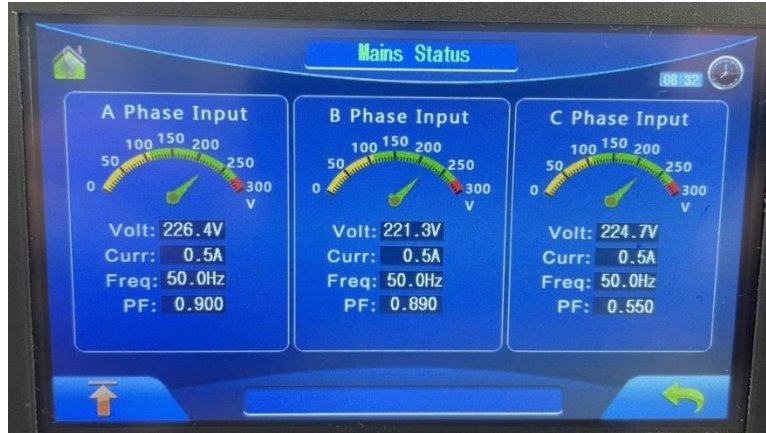 Mains Status
08:32
A Phase Input
0 50 100 150 200 250 300
V
Volt: 226.4V
Curr: 0.5A
Freq: 50.0Hz
PF: 0.900
B Phase Input
0 50 100 150 200 250 300
V
Volt: 221.3V
Curr: 0.5A
Freq: 50.0Hz
PF: 0.890
C Phase Input
0 50 100 150 200 250 300
V
Volt: 224.7V
Curr: 0.5A
Freq: 50.0Hz
PF: 0.550